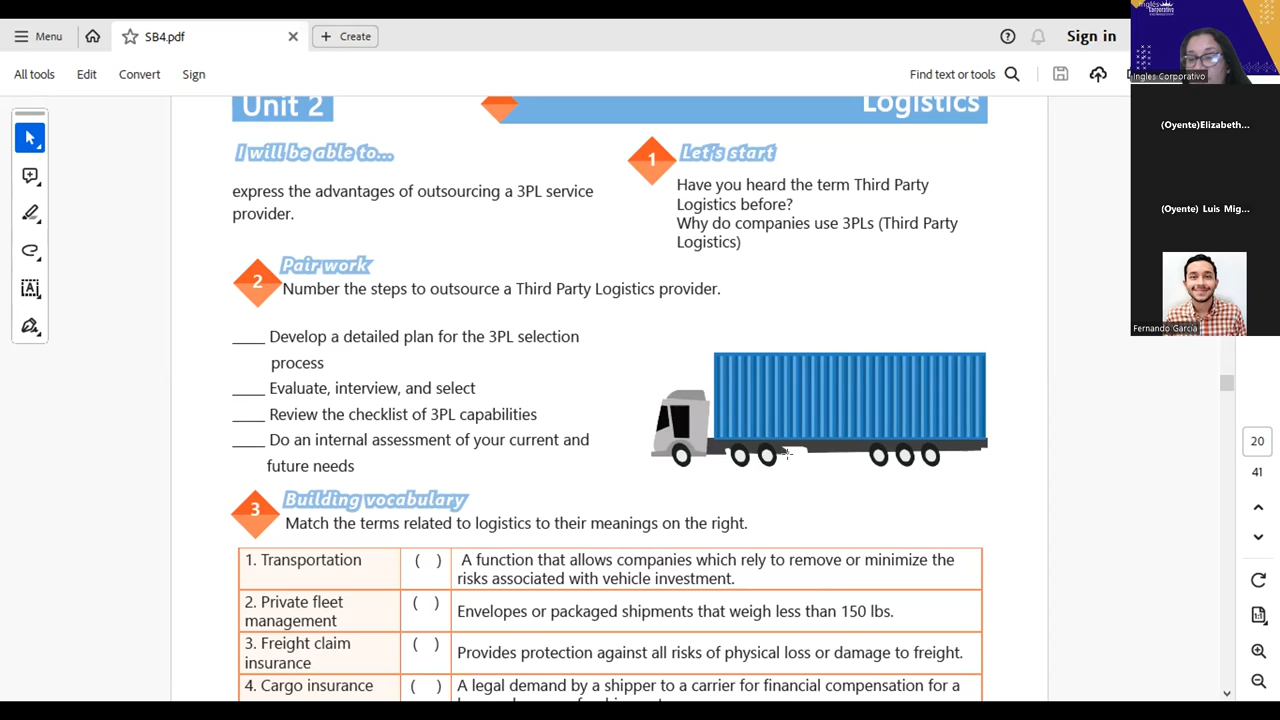 Menu
SB4.pdf
Create
Sign in
All tools
Edit
Convert
Sign
Find text or tools
Inglés
Corporativo
Ingles Corporativo
(Oyente)Elizabeth...
(Oyente) Luis Mig...
Fernando García
Unit 2
Logistics
I will be able to...
express the advantages of outsourcing a 3PL service
provider.
1
Let's start
Have you heard the term Third Party
Logistics before?
Why do companies use 3PLs (Third Party
Logistics)
2
Pair work
Number the steps to outsource a Third Party Logistics provider.
____ Develop a detailed plan for the 3PL selection
process
____ Evaluate, interview, and select
____ Review the checklist of 3PL capabilities
____ Do an internal assessment of your current and
future needs
3
Building vocabulary
Match the terms related to logistics to their meanings on the right.
1. Transportation ( ) A function that allows companies which rely to remove or minimize the
risks associated with vehicle investment.
2. Private fleet
management ( ) Envelopes or packaged shipments that weigh less than 150 lbs.
3. Freight claim
insurance ( ) Provides protection against all risks of physical loss or damage to freight.
4. Cargo insurance ( ) A legal demand by a shipper to a carrier for financial compensation for a
20
41
1:1